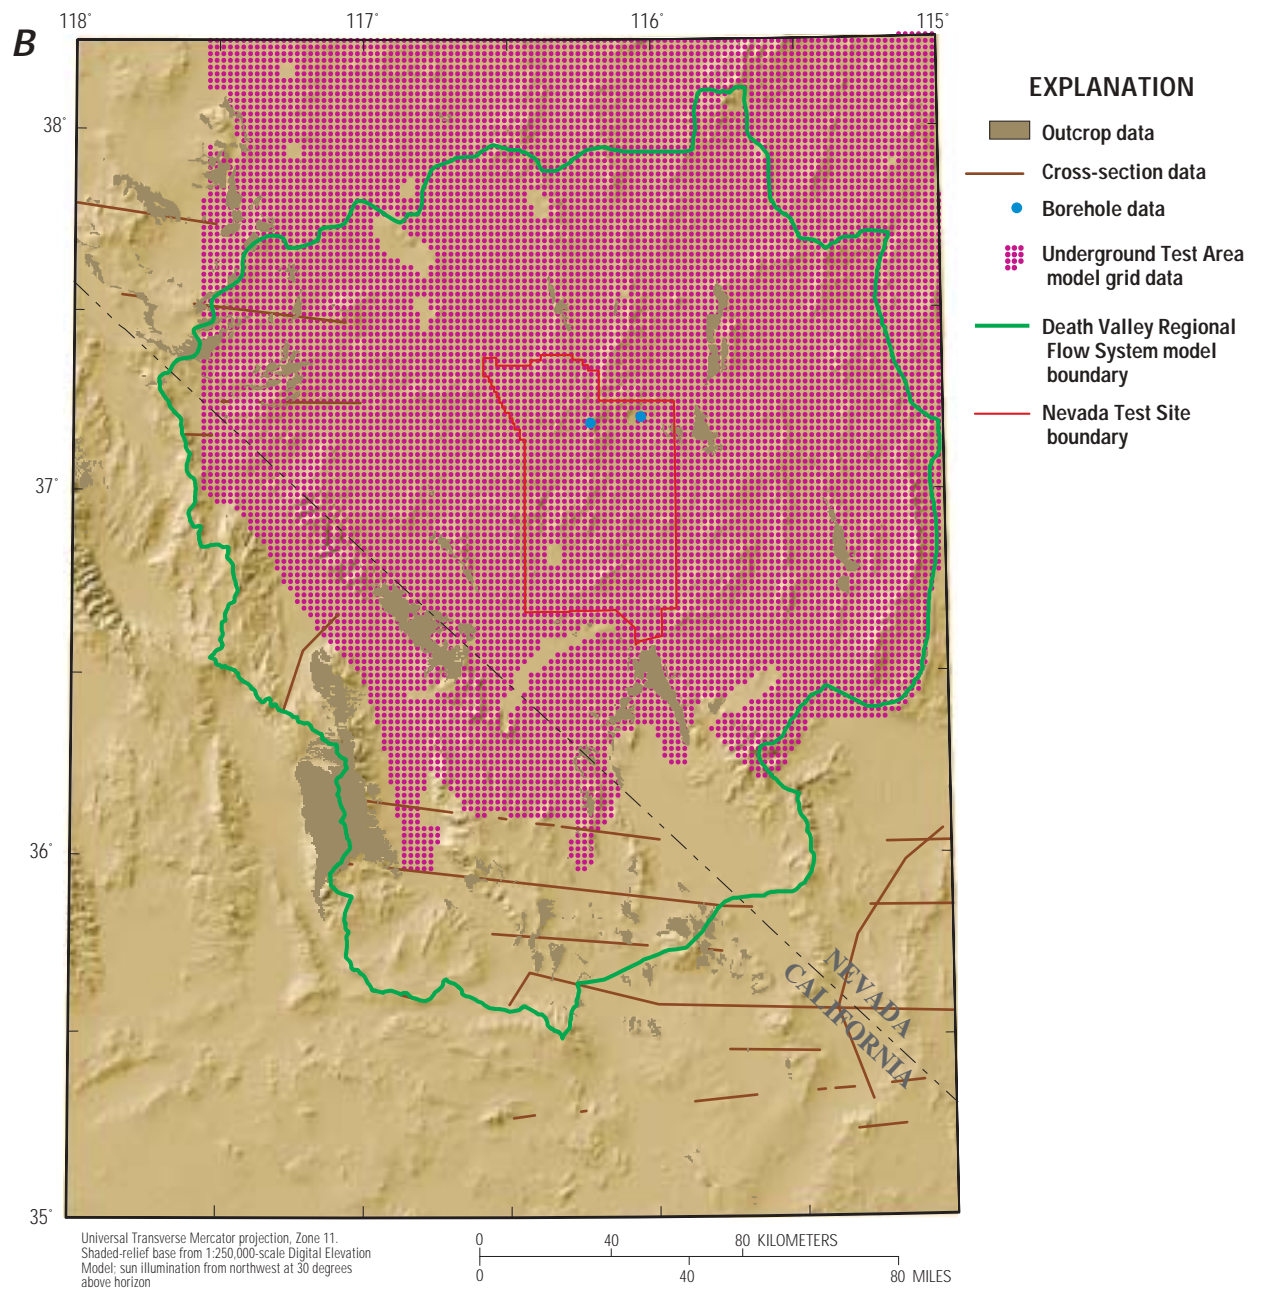 118° 117° 116° 115°
B
EXPLANATION
Outcrop data
Cross-section data
Borehole data
Underground Test Area
model grid data
Death Valley Regional
Flow System model
boundary
Nevada Test Site
boundary
38°
37°
36°
35°
NEVADA
CALIFORNIA
Universal Transverse Mercator projection, Zone 11.
Shaded-relief base from 1:250,000-scale Digital Elevation
Model; sun illumination from northwest at 30 degrees
above horizon
0 40 80 KILOMETERS
0 40 80 MILES